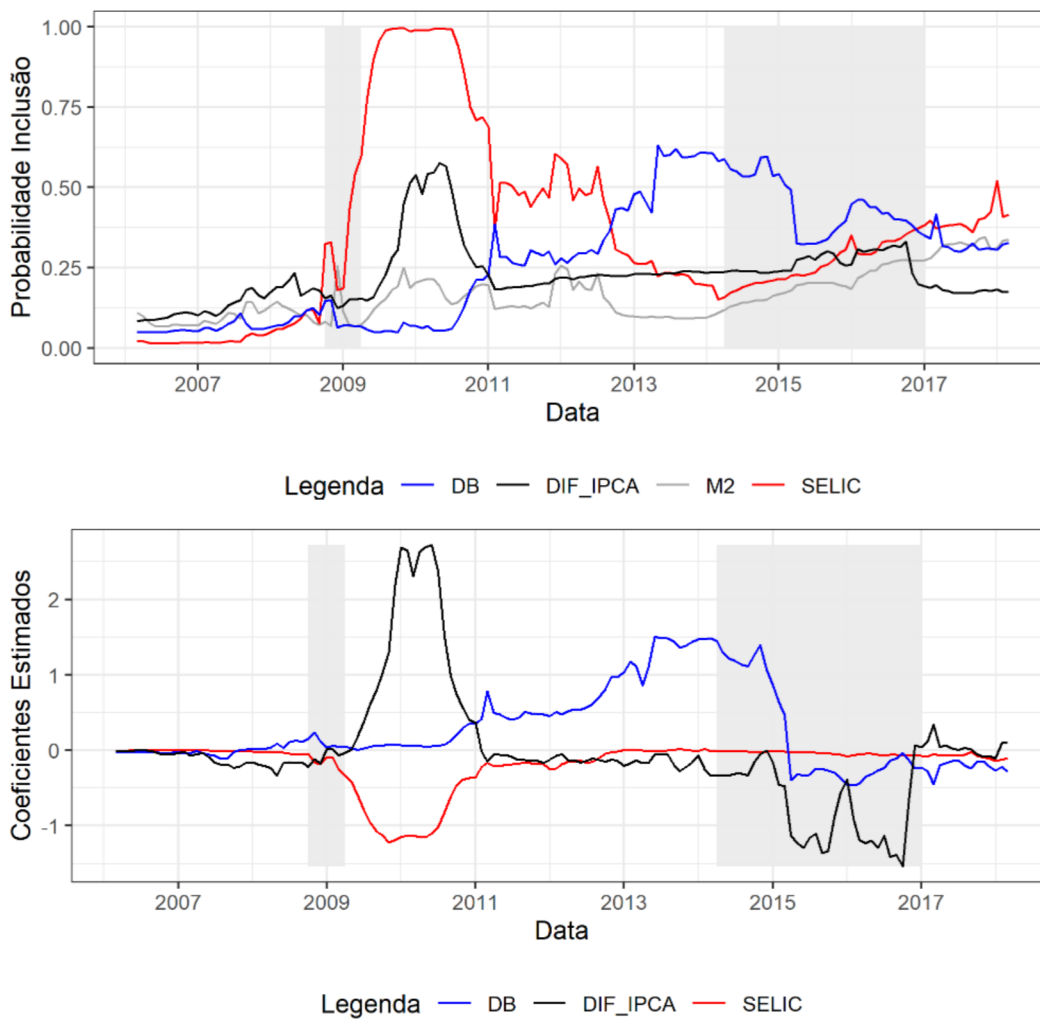 Probabilidade Inclusão
1.00
0.75
0.50
0.25
0.00
2007 2009 2011 2013 2015 2017
Data
Legenda DB DIF_IPCA M2 SELIC
Coeficientes Estimados
2
1
0
-1
2007 2009 2011 2013 2015 2017
Data
Legenda DB DIF_IPCA SELIC